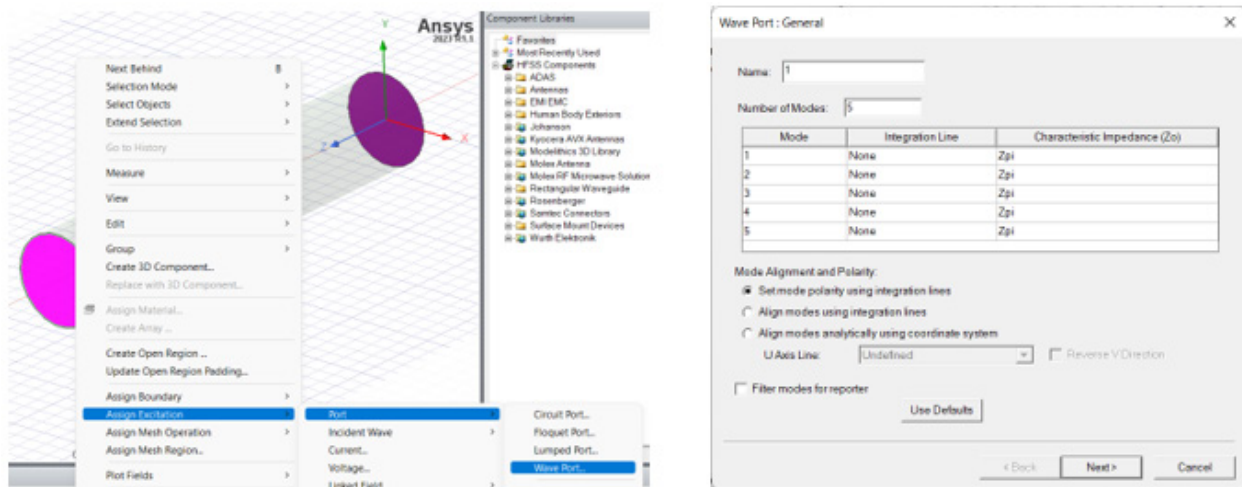 Ansys
2023 R1.1
Y
X
Z
Next Behind B
Selection Mode
Select Objects
Extend Selection
Go to History
Measure
View
Edit
Group
Create 3D Component...
Replace with 3D Component...
Assign Material...
Create Array ...
Create Open Region ...
Update Open Region Padding...
Assign Boundary
Assign Excitation
Assign Mesh Operation
Assign Mesh Region...
Plot Fields
Port
Incident Wave
Current...
Voltage...
Linked Field
Circuit Port...
Floquet Port...
Lumped Port...
Wave Port...
Component Libraries
Favorites
Most Recently Used
HFSS Components
ADAS
Antennas
EMI EMC
Human Body Exteriors
Johanson
Kyocera AVX Antennas
Modelithics 3D Library
Molex Antenna
Molex RF Microwave Solution
Rectangular Waveguide
Rosenberger
Samtec Connectors
Surface Mount Devices
Wurth Elektronik
Wave Port : General
Name: 1
Number of Modes: 5
Mode Integration Line Characteristic Impedance (Zo)
1 None Zpi
2 None Zpi
3 None Zpi
4 None Zpi
5 None Zpi
Mode Alignment and Polarity:
Set mode polarity using integration lines
Align modes using integration lines
Align modes analytically using coordinate system
U Axis Line: Undefined Reverse V Direction
Filter modes for reporter
Use Defaults
< Back Next > Cancel